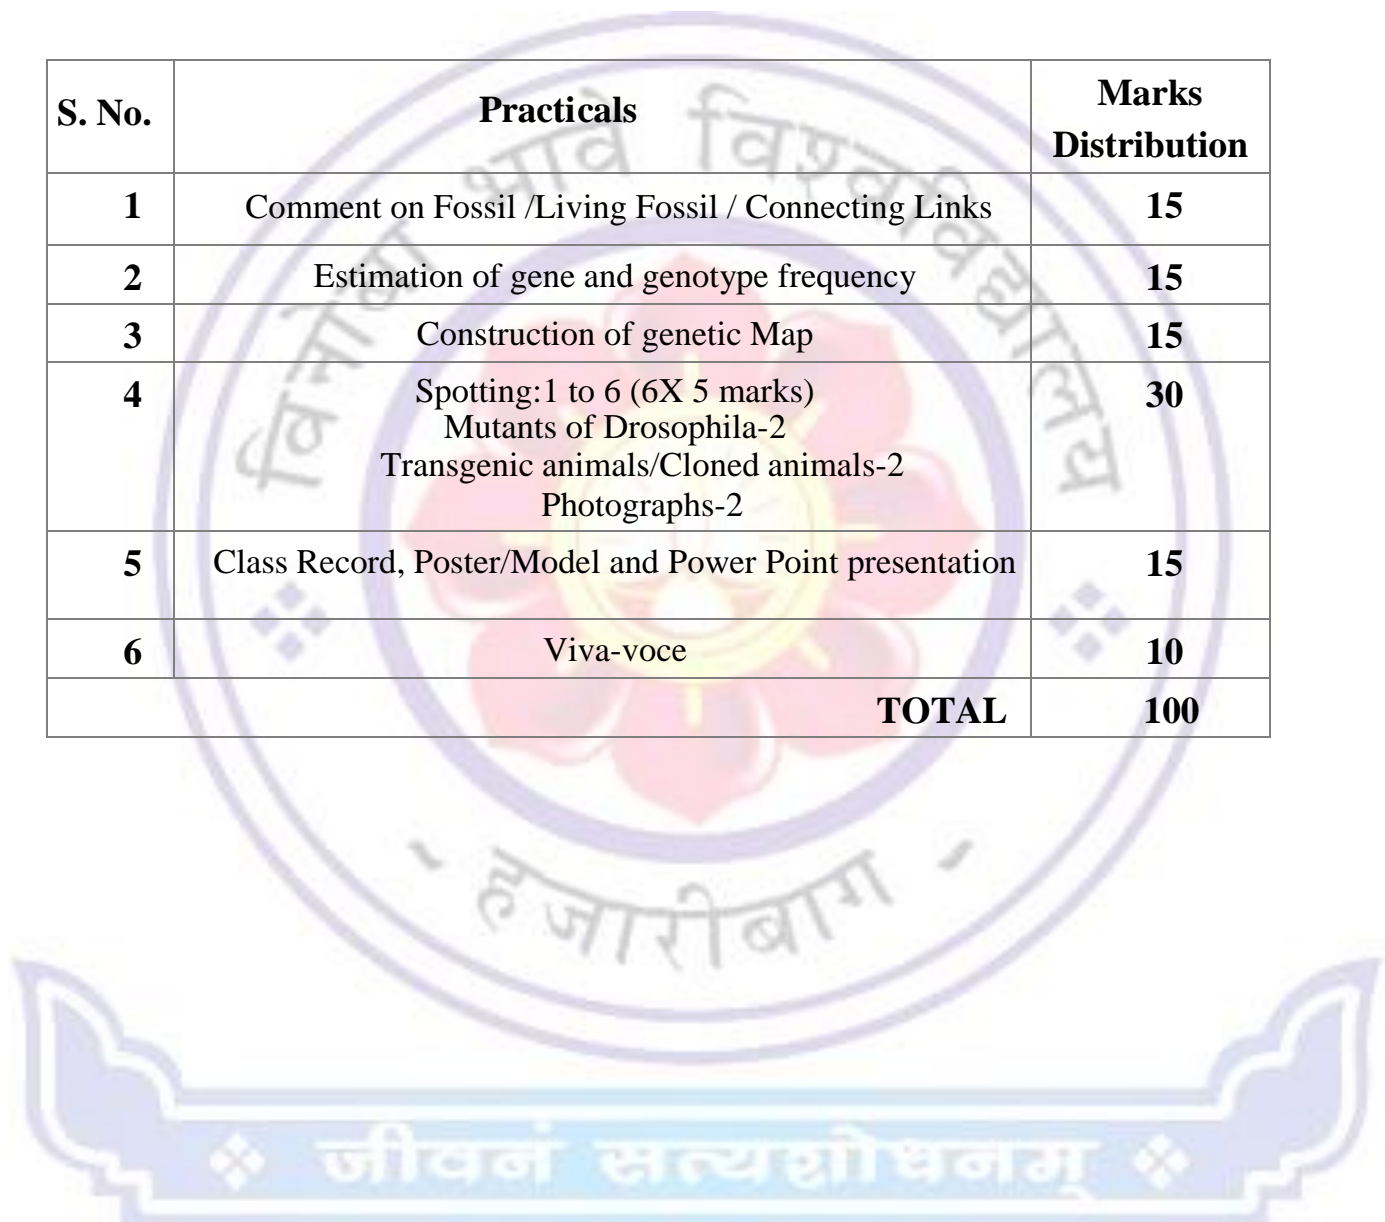 S. No. Practicals Marks Distribution
1 Comment on Fossil /Living Fossil / Connecting Links 15
2 Estimation of gene and genotype frequency 15
3 Construction of genetic Map 15
4 Spotting:1 to 6 (6X 5 marks) 30
Mutants of Drosophila-2
Transgenic animals/Cloned animals-2
Photographs-2
5 Class Record, Poster/Model and Power Point presentation 15
6 Viva-voce 10
TOTAL 100
विनोबा भावे विश्वविद्यालय
- हजारीबाग -
जीवनं सत्यशोधनम्